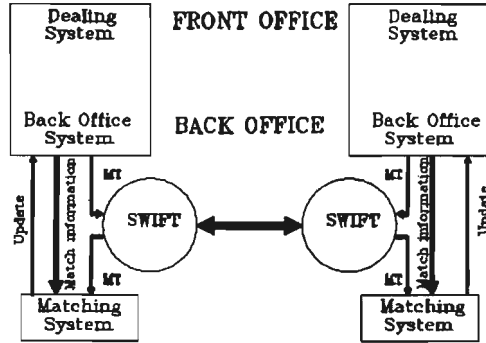 Dealing
System
FRONT OFFICE
Dealing
System
Back Office
System
BACK OFFICE
Back Office
System
Update
Match information
MT
SWIFT
MT
SWIFT
MT
MT
Match information
Update
Matching
System
Matching
System